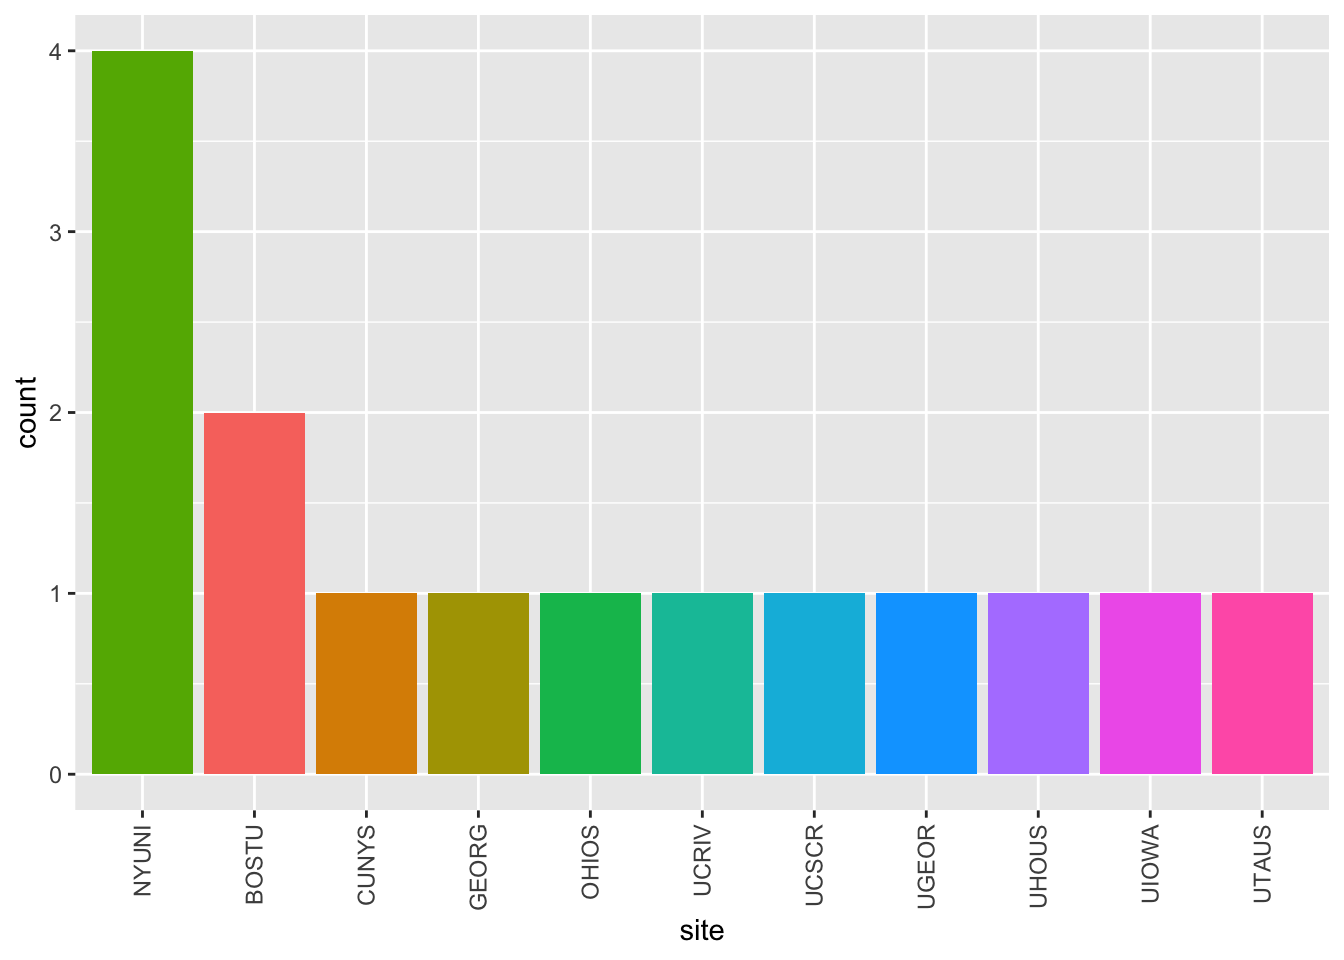 4
3
2
1
0
count
NYUNI
BOSTU
CUNYS
GEORG
OHIOS
UCRIV
UCSCR
UGEOR
UHOUS
UIOWA
UTAUS
site